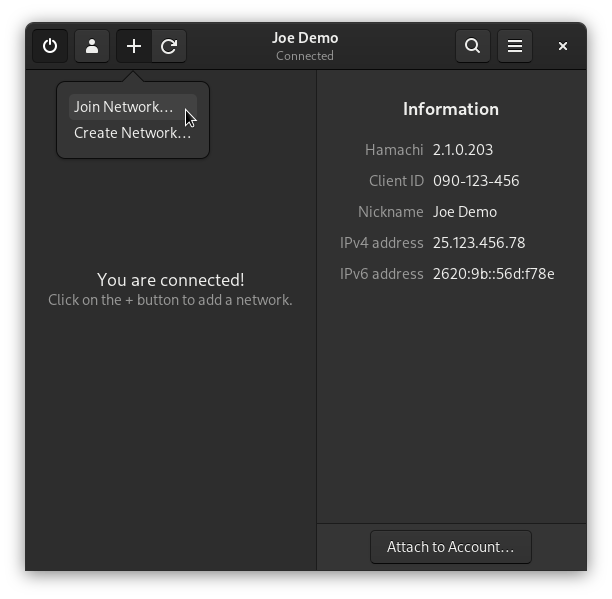 Joe Demo
Connected
Join Network…
Create Network…
You are connected!
Click on the + button to add a network.
Information
Hamachi 2.1.0.203
Client ID 090-123-456
Nickname Joe Demo
IPv4 address 25.123.456.78
IPv6 address 2620:9b::56d:f78e
Attach to Account…